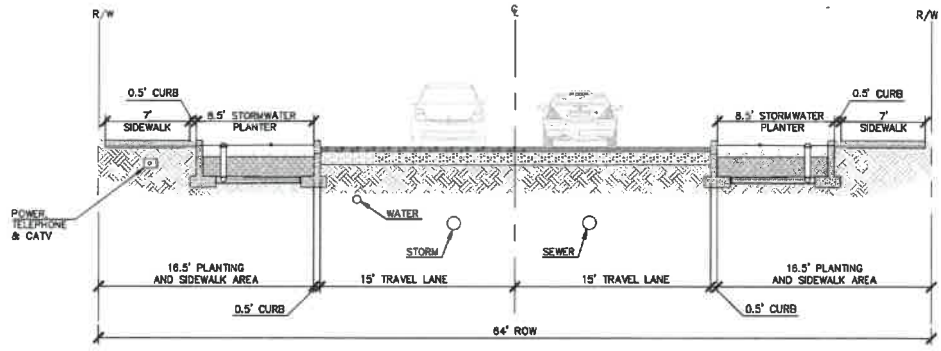 R/W
℄
R/W
0.5' CURB
0.5' CURB
7'
SIDEWALK
8.5' STORMWATER
PLANTER
8.5' STORMWATER
PLANTER
7'
SIDEWALK
POWER,
TELEPHONE
& CATV
WATER
STORM
SEWER
16.5' PLANTING
AND SIDEWALK AREA
15' TRAVEL LANE
15' TRAVEL LANE
16.5' PLANTING
AND SIDEWALK AREA
0.5' CURB
0.5' CURB
64' ROW